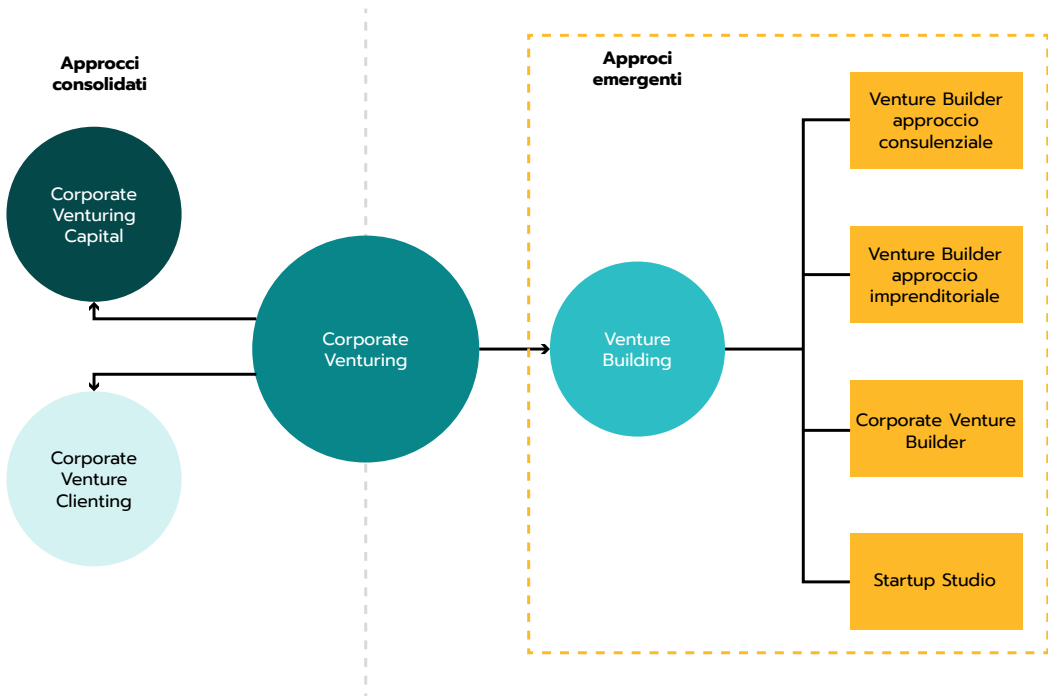 Approcci
consolidati
Corporate
Venturing
Capital
Corporate
Venture
Clienting
Corporate
Venturing
Approci
emergenti
Venture
Building
Venture Builder
approccio
consulenziale
Venture Builder
approccio
imprenditoriale
Corporate Venture
Builder
Startup Studio